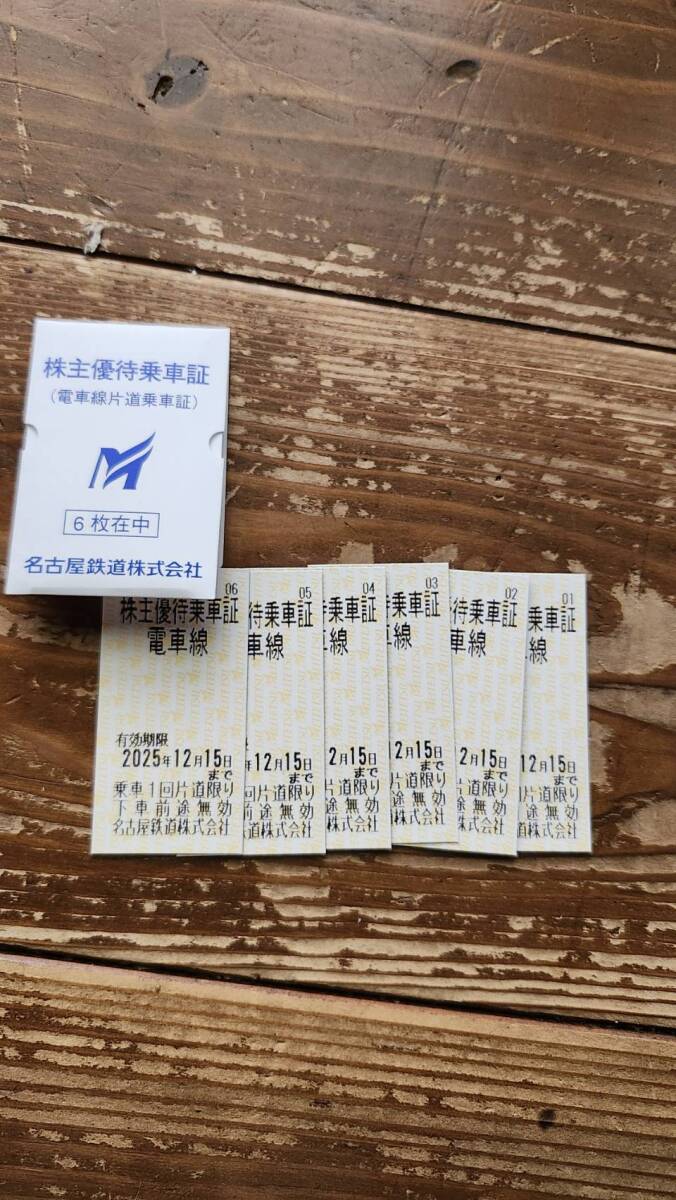 株主優待乗車証
（電車線片道乗車証）
6枚在中
名古屋鉄道株式会社
06
株主優待乗車証
電車線
有効期限
2025年12月15日
まで
乗車1回片道限り
下車前途無効
名古屋鉄道株式会社
05
待乗車証
車線
12月15日
まで
回片道限り
前途無効
道株式会社
04
乗車証
線
2月15日
まで
片道限り
途無効
株式会社
03
乗車証
線
12月15日
まで
片道限り
途無効
株式会社
02
乗車証
線
12月15日
まで
片道限り
途無効
株式会社
01
乗車証
線
12月15日
まで
片道限り
途無効
道株式会社